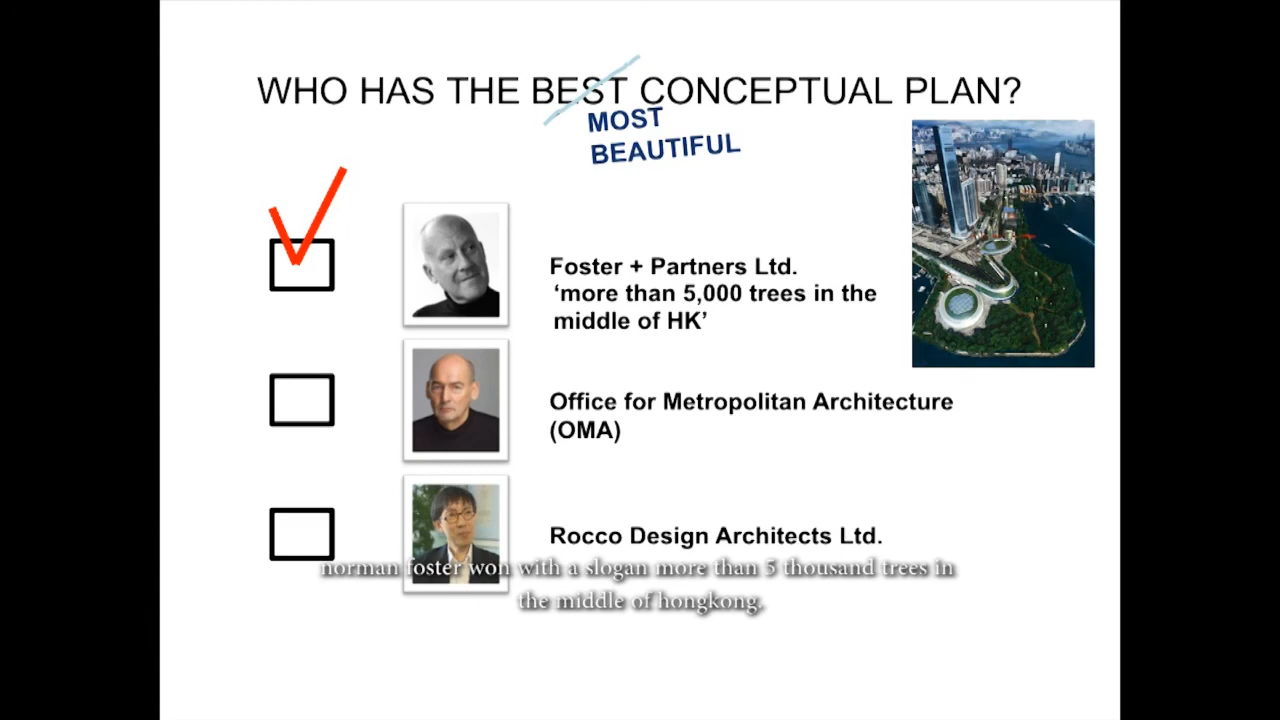 WHO HAS THE BEST CONCEPTUAL PLAN?
MOST
BEAUTIFUL
Foster + Partners Ltd.
‘more than 5,000 trees in the
middle of HK’
Office for Metropolitan Architecture
(OMA)
Rocco Design Architects Ltd.
norman foster won with a slogan more than 5 thousand trees in
the middle of hongkong.